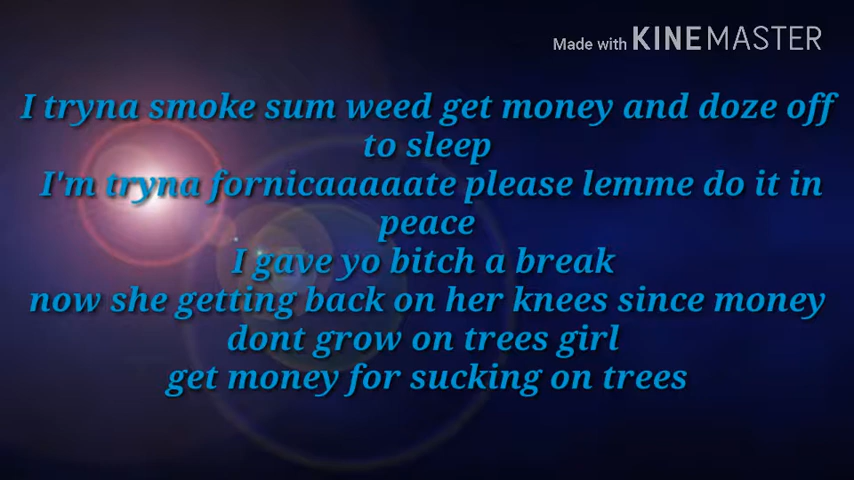 Made with KINEMASTER
I tryna smoke sum weed get money and doze off
to sleep
I'm tryna fornicaaaaate please lemme do it in
peace
I gave yo bitch a break
now she getting back on her knees since money
dont grow on trees girl
get money for sucking on trees